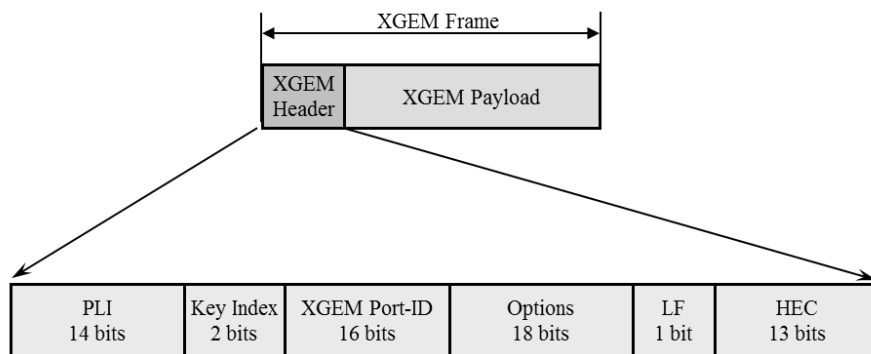 XGEM Frame
XGEM
Header
XGEM Payload
PLI
14 bits
Key Index
2 bits
XGEM Port-ID
16 bits
Options
18 bits
LF
1 bit
HEC
13 bits